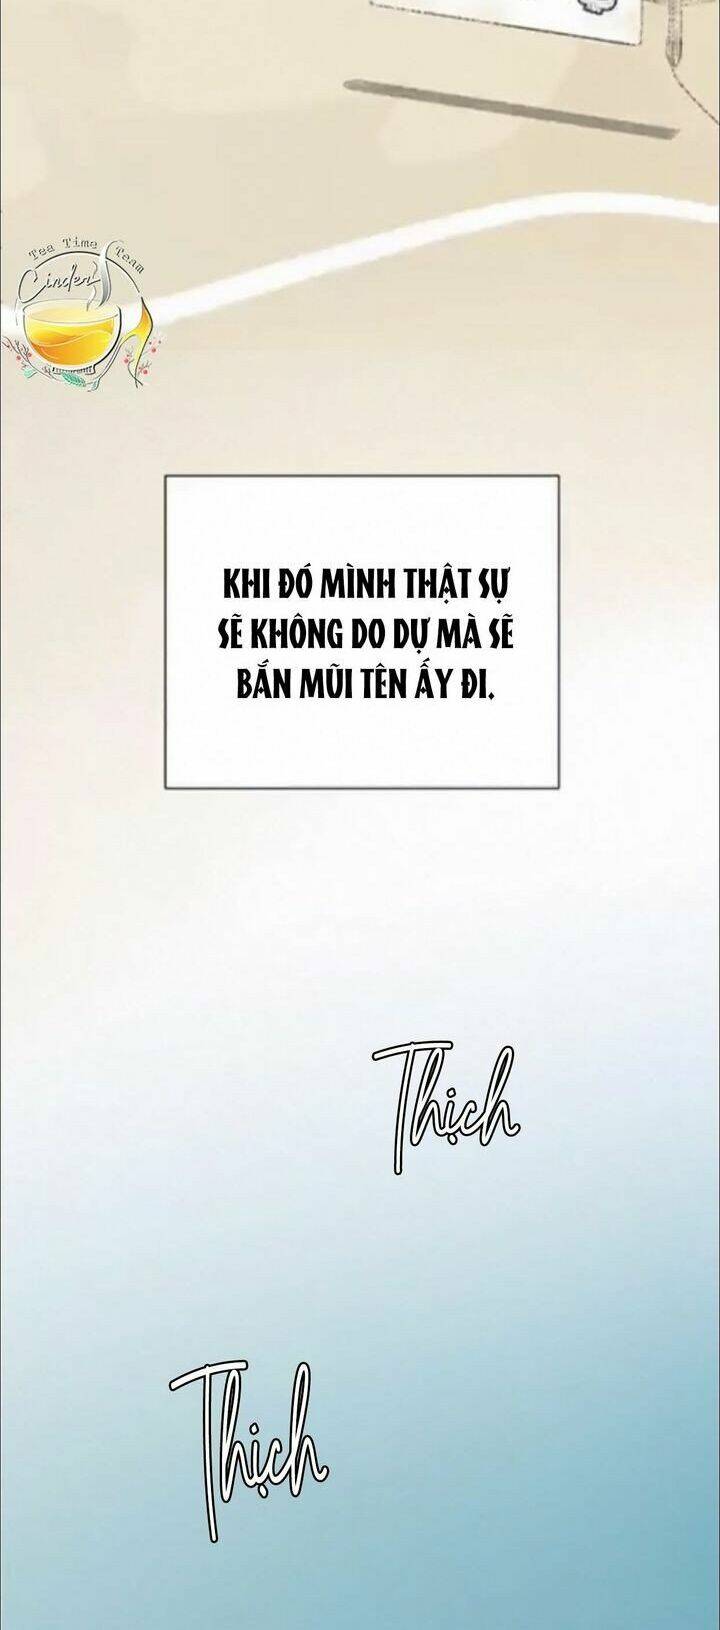 Tea Time Team
Cinder
KHI ĐÓ MÌNH THẬT SỰ
SẼ KHÔNG DO DỰ MÀ SẼ
BẮN MŨI TÊN ẤY ĐI.
Thịch
Thịch